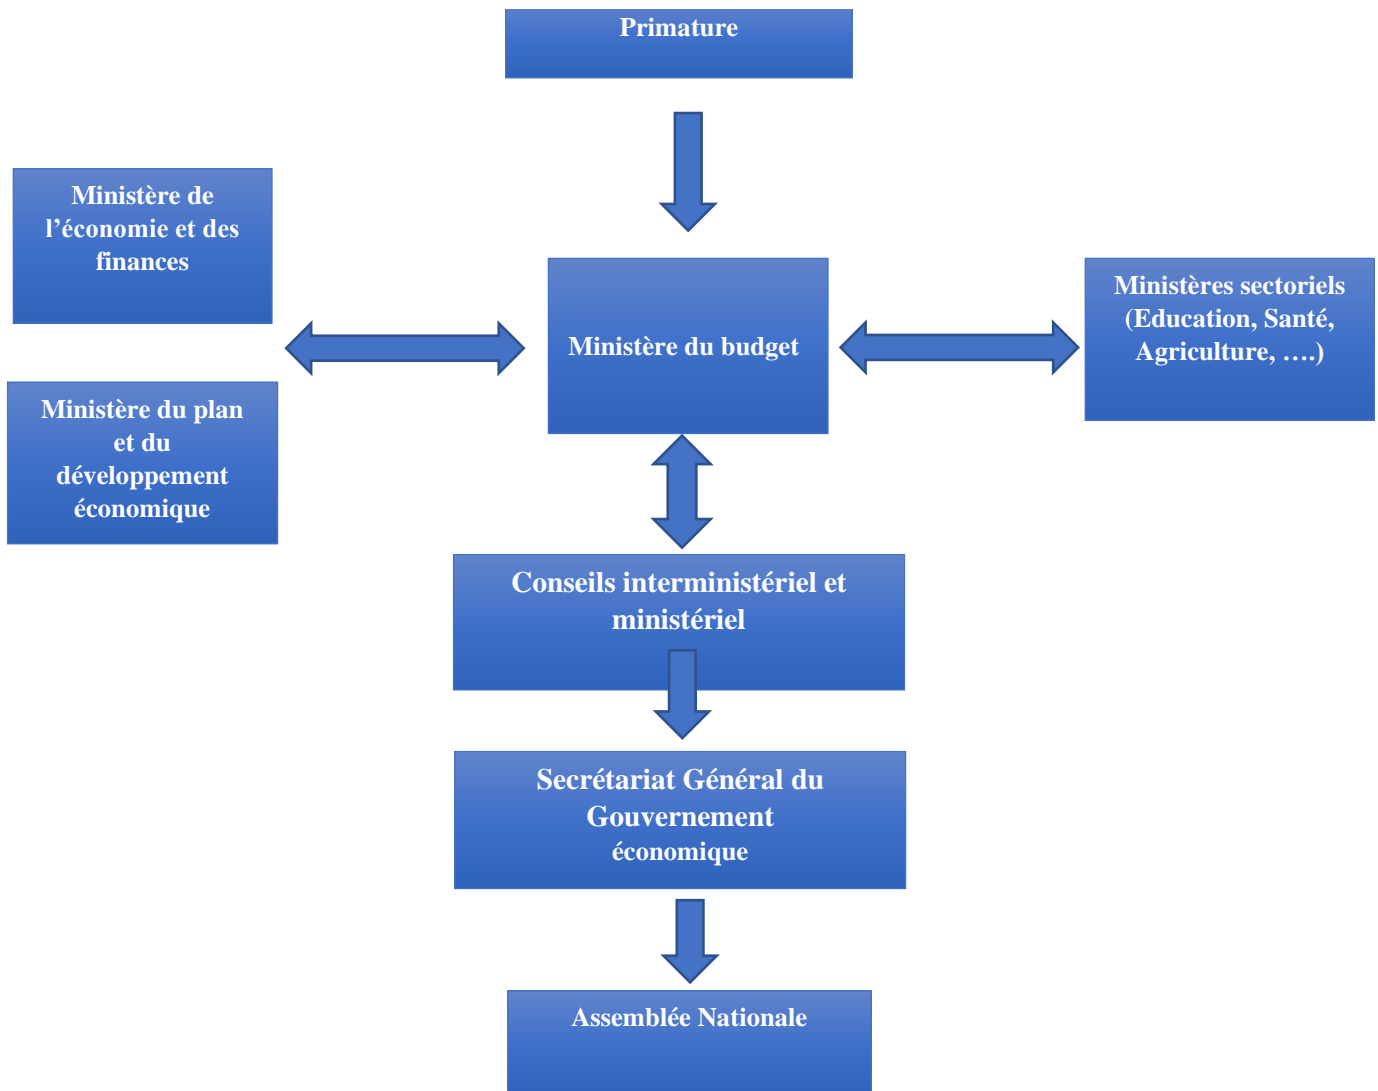 Primature
Ministère de
l’économie et des
finances
Ministère du plan
et du
développement
économique
Ministère du budget
Ministères sectoriels
(Education, Santé,
Agriculture, ….)
Conseils interministériel et
ministériel
Secrétariat Général du
Gouvernement
économique
Assemblée Nationale